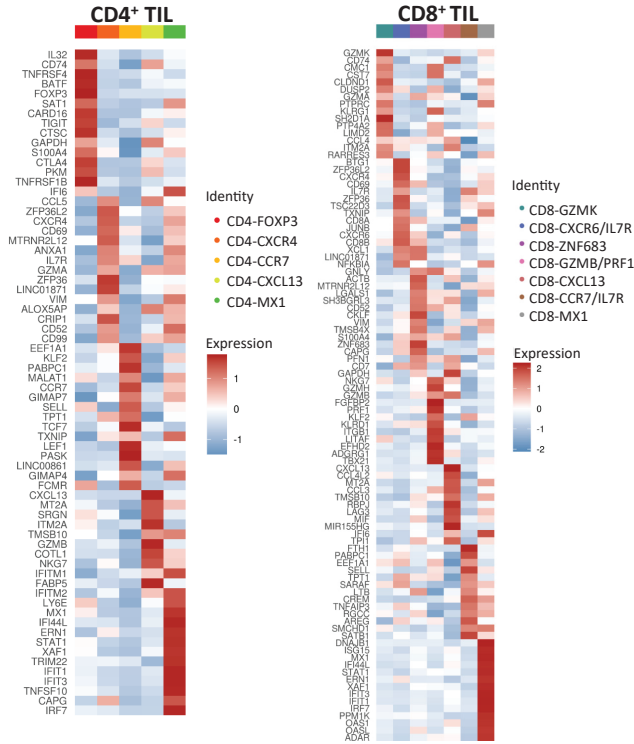 CD4+ TIL
IL32
CD74
TNFRSF4
BATF
FOXP3
SAT1
CARD16
TIGIT
CTSC
GAPDH
S100A4
CTLA4
PKM
TNFRSF1B
IFI6
CCL5
ZFP36L2
CXCR4
CD69
MTRNR2L12
ANXA1
IL7R
GZMA
ZFP36
LINC01871
VIM
ALOX5AP
CRIP1
CD52
CD99
EEF1A1
KLF2
PABPC1
MALAT1
CCR7
GIMAP7
SELL
TPT1
TCF7
TXNIP
LEF1
PASK
LINC00861
GIMAP4
FCMR
CXCL13
MT2A
SRGN
ITM2A
TMSB10
GZMB
COTL1
NKG7
IFITM1
FABP5
IFITM2
LY6E
MX1
IFI44L
ERN1
STAT1
XAF1
TRIM22
IFIT1
IFIT3
TNFSF10
CAPG
IRF7
Identity
CD4-FOXP3
CD4-CXCR4
CD4-CCR7
CD4-CXCL13
CD4-MX1
Expression
1
0
-1
CD8+ TIL
GZMK
CD74
CMC1
CST7
CLDND1
DUSP2
GZMA
PTPRC
KLRG1
SH2D1A
PTP4A2
LIMD2
CCL4
ITM2A
RARRES3
BTG1
ZFP36L2
CXCR4
CD69
IL7R
ZFP36
TSC22D3
TXNIP
CD8A
JUNB
CXCR6
CD8B
XCL1
LINC01871
NFKBIA
GNLY
ACTB
MTRNR2L12
LGALS1
SH3BGRL3
CD52
CKLF
VIM
TMSB4X
S100A4
ZNF683
CAPG
PFN1
CD7
GAPDH
NKG7
GZMH
GZMB
FGFBP2
PRF1
KLF2
KLRD1
ITGB1
LITAF
EFHD2
ADGRG1
TBX21
CXCL13
CCL4L2
MT2A
CCL3
TMSB10
RBPJ
LAG3
MIF
MIR155HG
IFI6
TPI1
FTH1
PABPC1
EEF1A1
SELL
TPT1
SARAF
LTB
CREM
TNFAIP3
RGCC
AREG
SMCHD1
SATB1
DNAJB1
ISG15
MX1
IFI44L
STAT1
ERN1
XAF1
IFIT3
IFIT1
IRF7
PPM1K
OAS1
OASL
ADAR
Identity
CD8-GZMK
CD8-CXCR6/IL7R
CD8-ZNF683
CD8-GZMB/PRF1
CD8-CXCL13
CD8-CCR7/IL7R
CD8-MX1
Expression
2
1
0
-1
-2